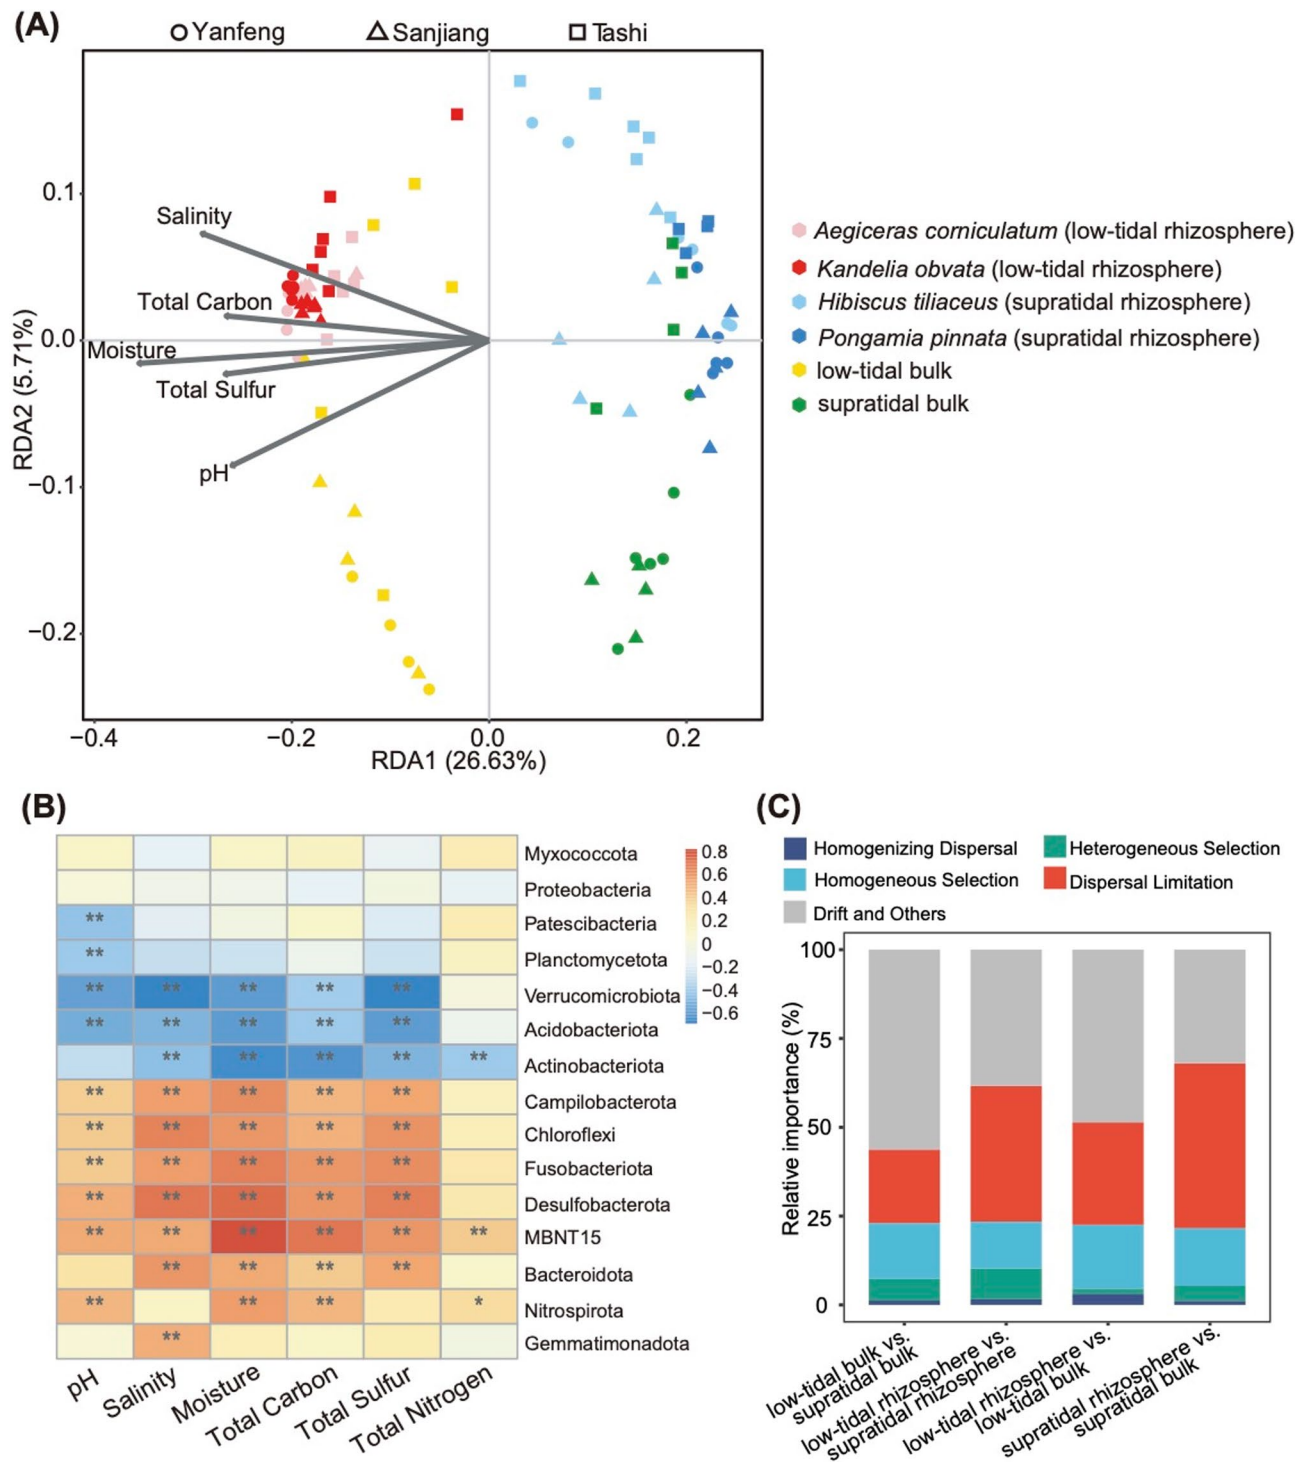 (A)
Yanfeng Sanjiang Tashi
0.1
0.0
−0.1
−0.2
RDA2 (5.71%)
Salinity
Total Carbon
Moisture
Total Sulfur
pH
−0.4 −0.2 0.0 0.2
RDA1 (26.63%)
Aegiceras corniculatum (low-tidal rhizosphere)
Kandelia obvata (low-tidal rhizosphere)
Hibiscus tiliaceus (supratidal rhizosphere)
Pongamia pinnata (supratidal rhizosphere)
low-tidal bulk
supratidal bulk
(B)
Myxococcota
Proteobacteria
** Patescibacteria
** Planctomycetota
** ** ** ** ** Verrucomicrobiota
** ** ** ** ** Acidobacteriota
** ** ** ** ** Actinobacteriota
** ** ** ** ** Campilobacterota
** ** ** ** ** Chloroflexi
** ** ** ** ** Fusobacteriota
** ** ** ** ** Desulfobacterota
** ** ** ** ** ** MBNT15
** ** ** ** Bacteroidota
** ** ** * Nitrospirota
** Gemmatimonadota
0.8
0.6
0.4
0.2
0
−0.2
−0.4
−0.6
pH
Salinity
Moisture
Total Carbon
Total Sulfur
Total Nitrogen
(C)
Homogenizing Dispersal Heterogeneous Selection
Homogeneous Selection Dispersal Limitation
Drift and Others
Relative importance (%)
100
75
50
25
0
low-tidal bulk vs.
supratidal bulk
low-tidal rhizosphere vs.
supratidal rhizosphere
low-tidal rhizosphere vs.
low-tidal bulk
supratidal rhizosphere vs.
supratidal bulk